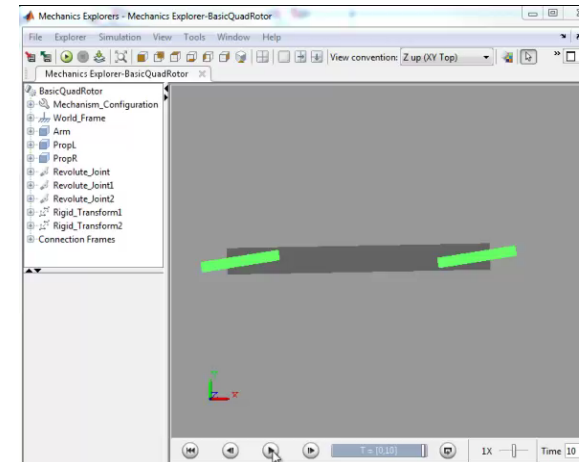 Mechanics Explorers - Mechanics Explorer-BasicQuadRotor
File Explorer Simulation View Tools Window Help
View convention: Z up (XY Top)
Mechanics Explorer-BasicQuadRotor
BasicQuadRotor
Mechanism_Configuration
World_Frame
Arm
PropL
PropR
Revolute_Joint
Revolute_Joint1
Revolute_Joint2
Rigid_Transform1
Rigid_Transform2
Connection Frames
T = [0,10]
1X
Time 10